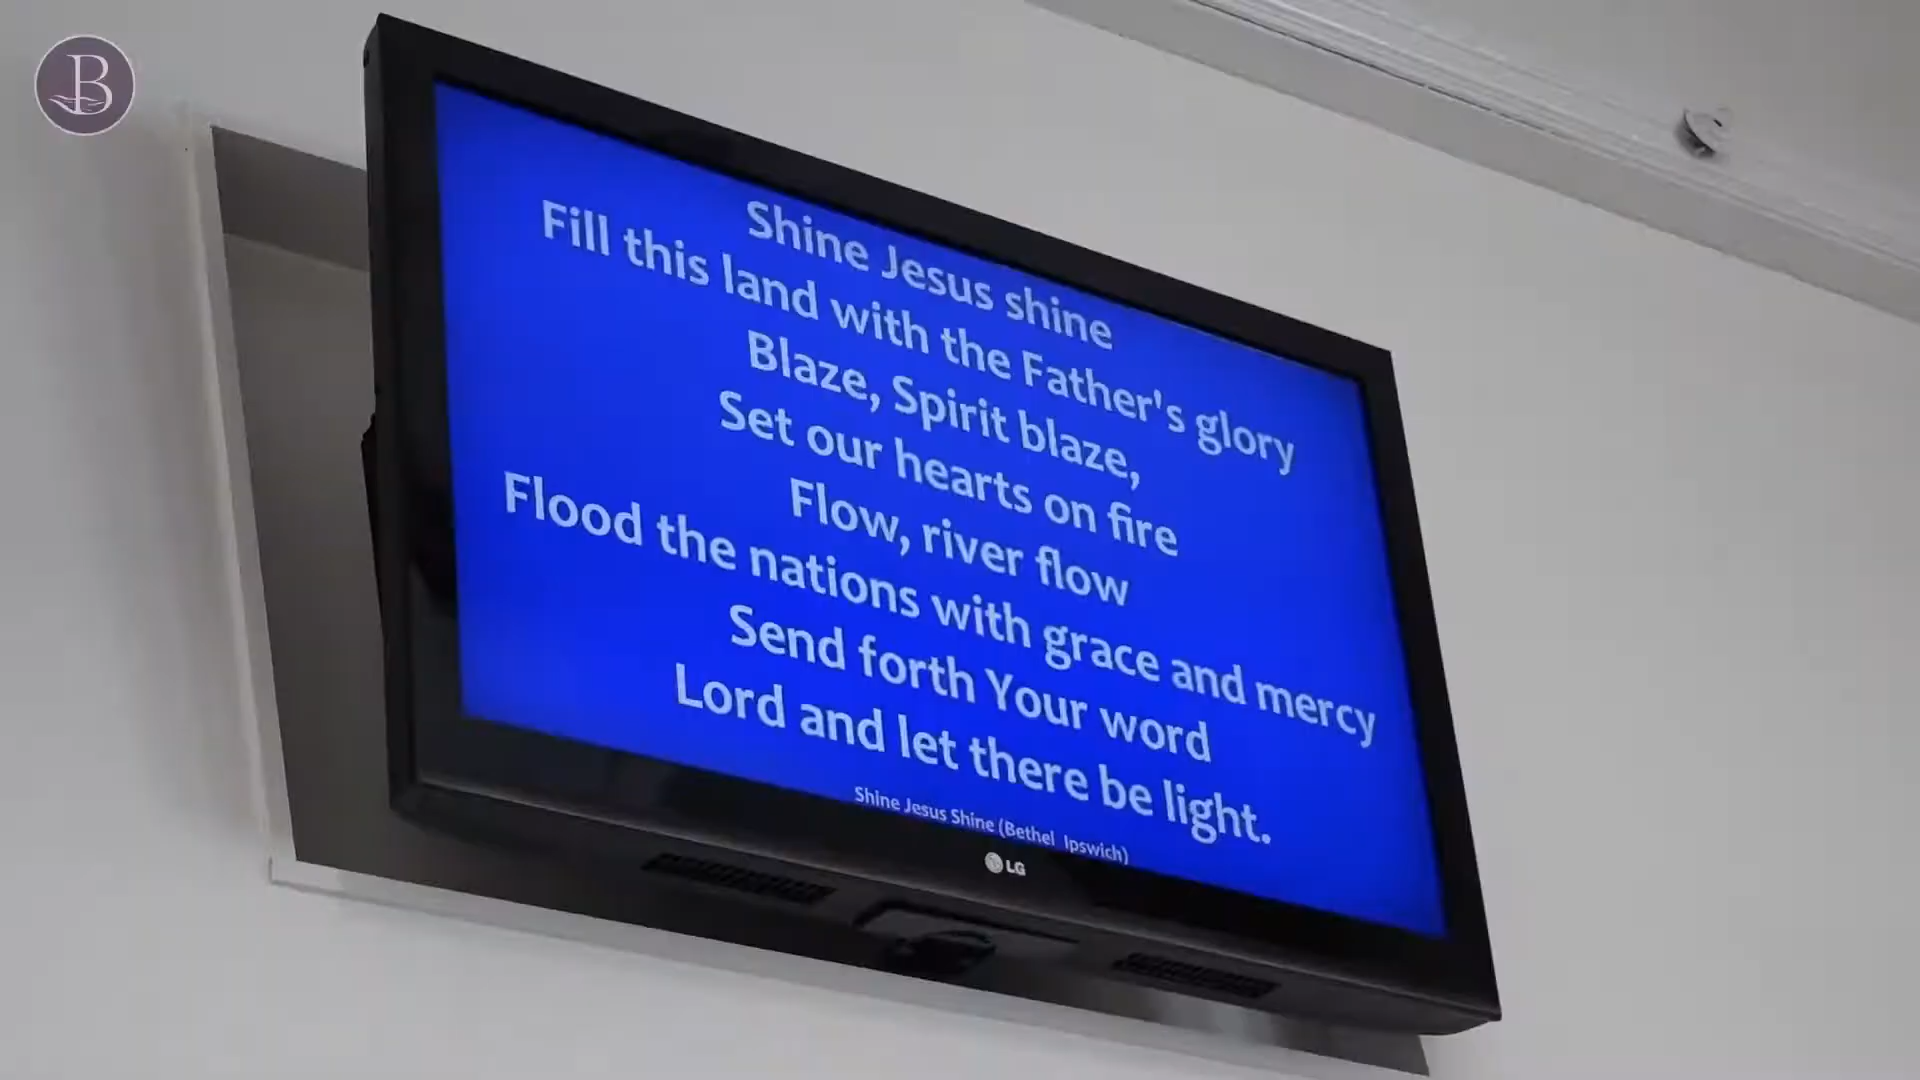 B
Shine Jesus shine
Fill this land with the Father's glory
Blaze, Spirit blaze,
Set our hearts on fire
Flow, river flow
Flood the nations with grace and mercy
Send forth Your word
Lord and let there be light.
Shine Jesus Shine (Bethel Ipswich)
LG